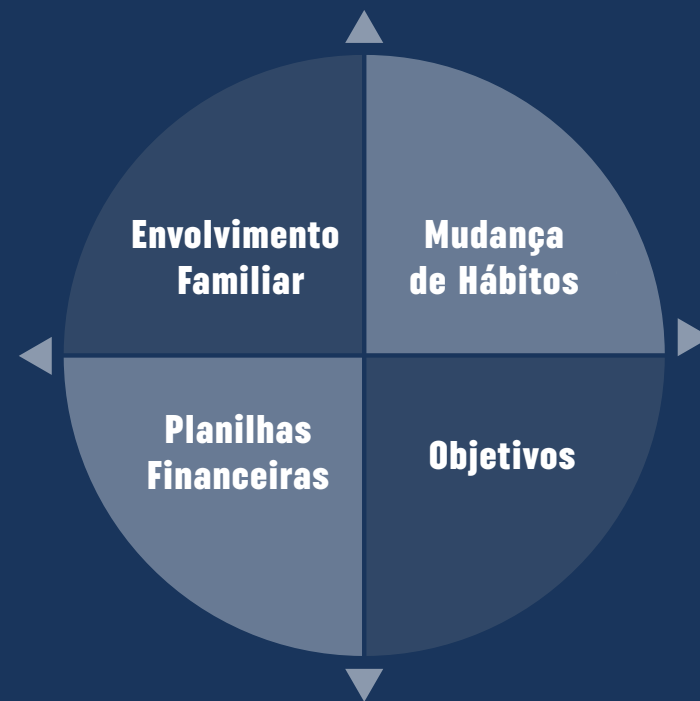 Envolvimento
Familiar
Mudança
de Hábitos
Planilhas
Financeiras
Objetivos